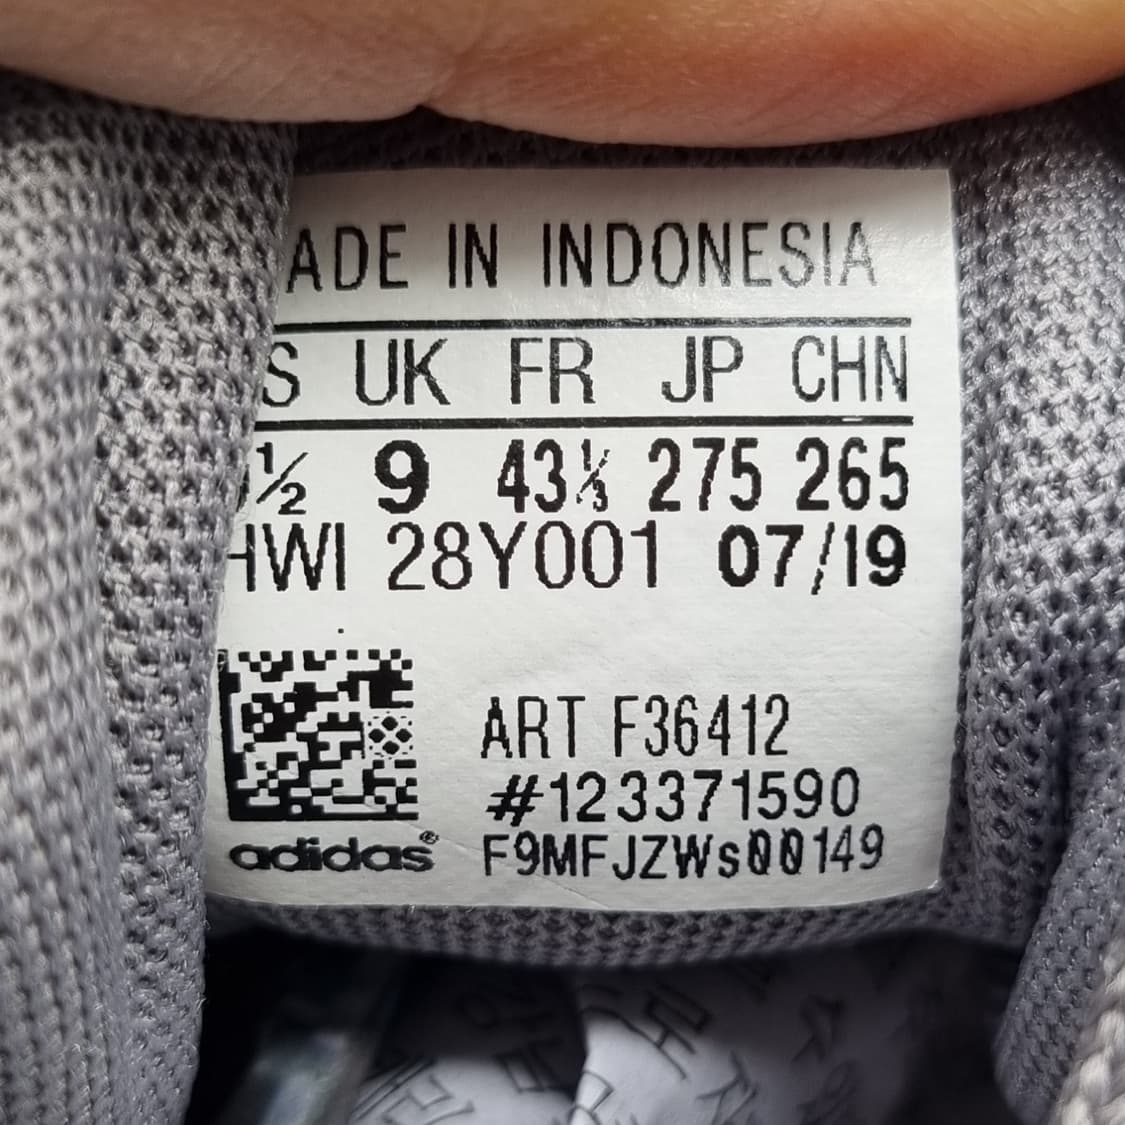 ADE IN INDONESIA
S UK FR JP CHN
½ 9 43⅓ 275 265
HWI 28Y001 07/19
ART F36412
#123371590
adidas® F9MFJZWs00149